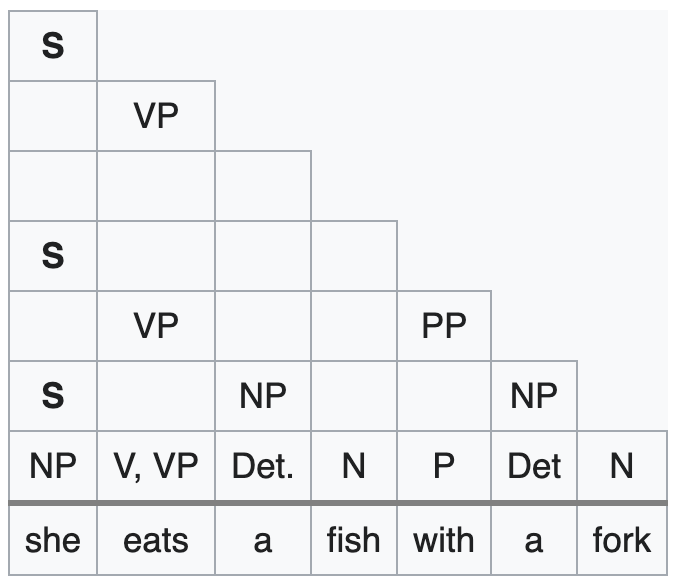 S
VP
S
VP PP
S NP NP
NP V, VP Det. N P Det N
she eats a fish with a fork